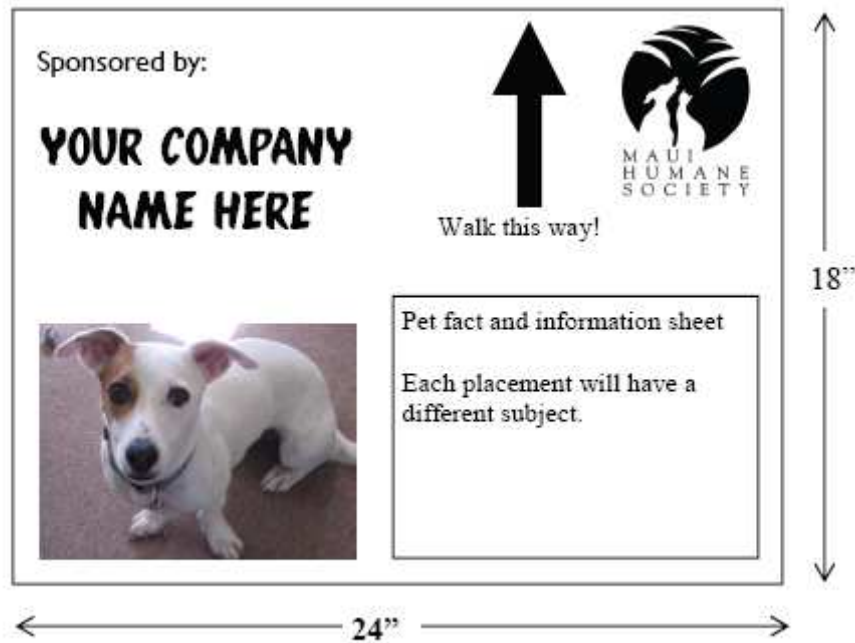 Sponsored by:
YOUR COMPANY
NAME HERE
Walk this way!
MAUI
HUMANE
SOCIETY
Pet fact and information sheet
Each placement will have a
different subject.
18”
24”